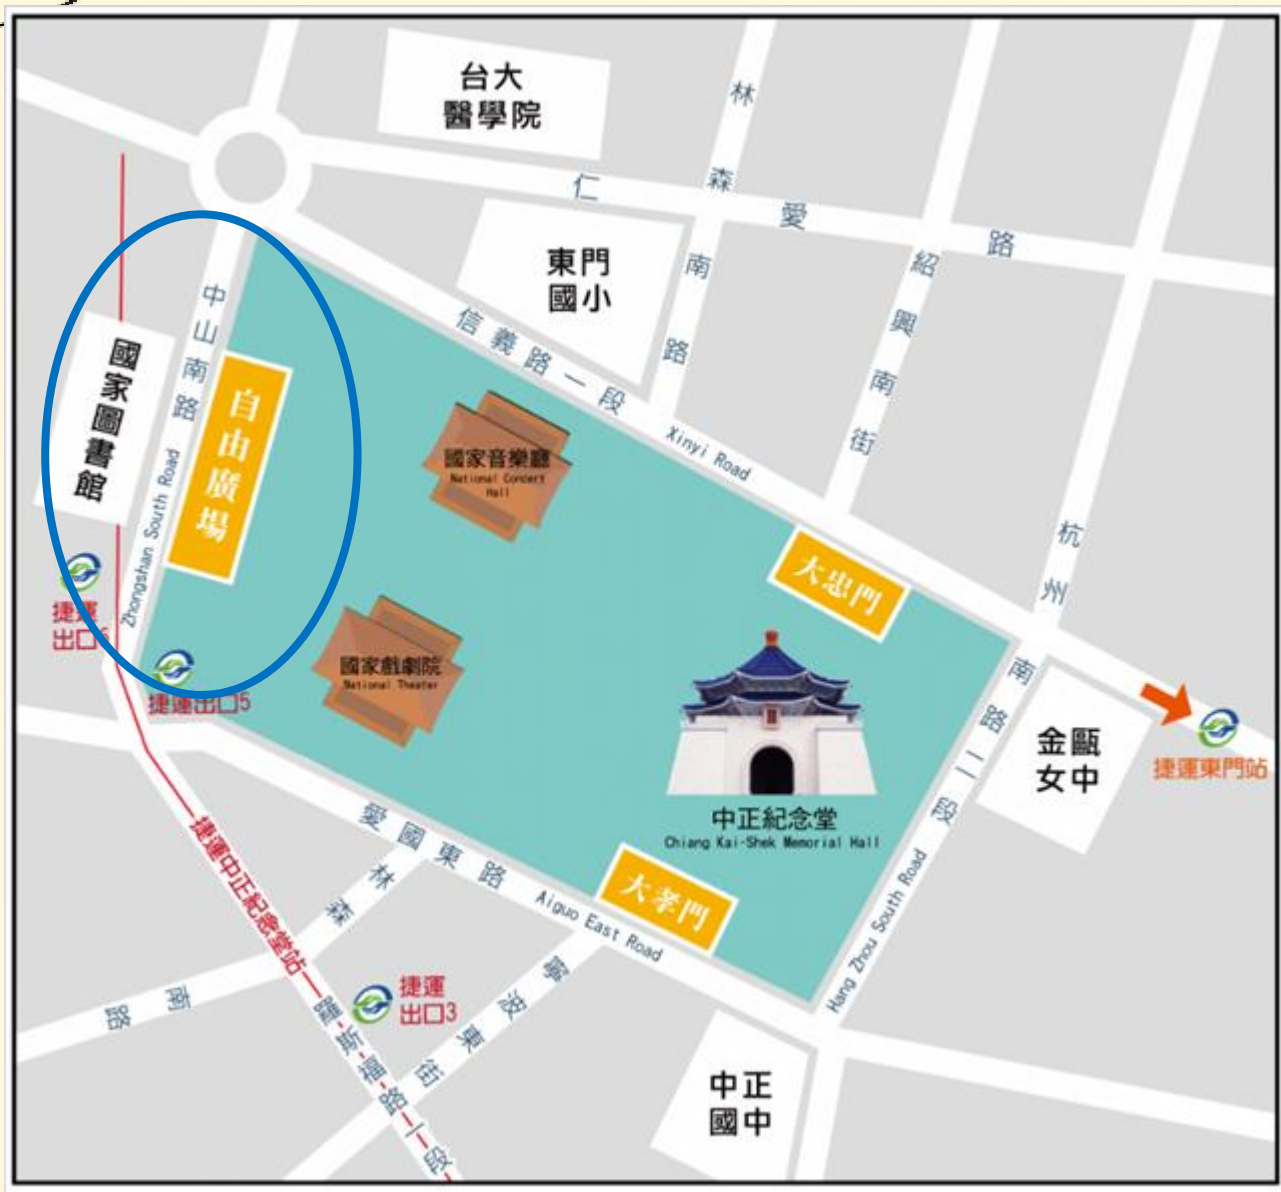 台大
醫學院
林森南路
仁愛路
東門
國小
紹興南街
中山南路
Zhongshan South Road
國家圖書館
自由廣場
信義路一段
Xinyi Road
國家音樂廳
National Concert
Hall
杭州南路二段
Hang Zhou South Road
大忠門
捷運
出口6
捷運出口5
國家戲劇院
National Theater
中正紀念堂
Chiang Kai-Shek Memorial Hall
金甌
女中
捷運東門站
愛國東路
Aiguo East Road
大孝門
林森南路
捷運中正紀念堂站
羅斯福路一段
捷運
出口3
寧波東街
中正
國中